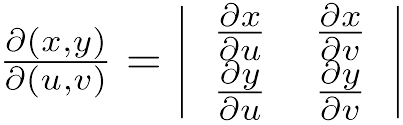 ∂(x,y)/∂(u,v) = | ∂x/∂u ∂x/∂v |
| ∂y/∂u ∂y/∂v |